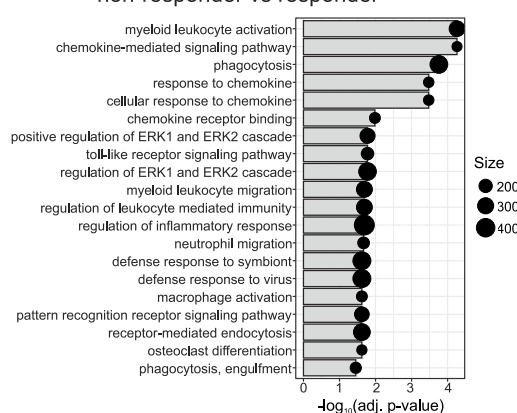 non-responder vs responder
myeloid leukocyte activation
chemokine-mediated signaling pathway
phagocytosis
response to chemokine
cellular response to chemokine
chemokine receptor binding
positive regulation of ERK1 and ERK2 cascade
toll-like receptor signaling pathway
regulation of ERK1 and ERK2 cascade
myeloid leukocyte migration
regulation of leukocyte mediated immunity
regulation of inflammatory response
neutrophil migration
defense response to symbiont
defense response to virus
macrophage activation
pattern recognition receptor signaling pathway
receptor-mediated endocytosis
osteoclast differentiation
phagocytosis, engulfment
0 1 2 3 4
-log₁₀(adj. p-value)
Size
200
300
400